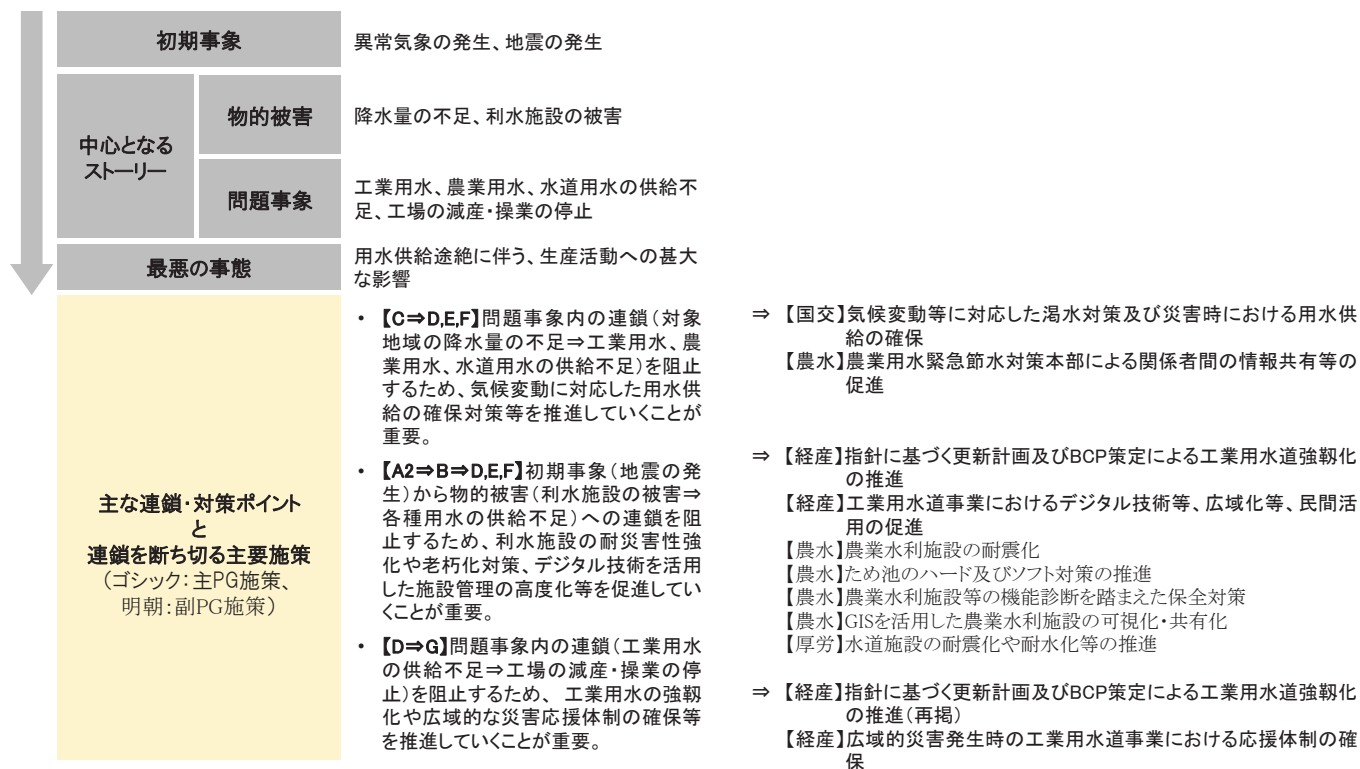 初期事象
異常気象の発生、地震の発生
中心となる
ストーリー
物的被害
降水量の不足、利水施設の被害
問題事象
工業用水、農業用水、水道用水の供給不
足、工場の減産・操業の停止
最悪の事態
用水供給途絶に伴う、生産活動への甚大
な影響
主な連鎖・対策ポイント
と
連鎖を断ち切る主要施策
(ゴシック:主PG施策、
明朝:副PG施策)
・ 【C⇒D,E,F】問題事象内の連鎖(対象
地域の降水量の不足⇒工業用水、農
業用水、水道用水の供給不足)を阻止
するため、気候変動に対応した用水供
給の確保対策等を推進していくことが
重要。
⇒ 【国交】気候変動等に対応した渇水対策及び災害時における用水供
給の確保
【農水】農業用水緊急節水対策本部による関係者間の情報共有等の
促進
・ 【A2⇒B⇒D,E,F】初期事象(地震の発
生)から物的被害(利水施設の被害⇒
各種用水の供給不足)への連鎖を阻
止するため、利水施設の耐災害性強
化や老朽化対策、デジタル技術を活用
した施設管理の高度化等を促進してい
くことが重要。
⇒ 【経産】指針に基づく更新計画及びBCP策定による工業用水道強靱化
の推進
【経産】工業用水道事業におけるデジタル技術等、広域化等、民間活
用の促進
【農水】農業水利施設の耐震化
【農水】ため池のハード及びソフト対策の推進
【農水】農業水利施設等の機能診断を踏まえた保全対策
【農水】GISを活用した農業水利施設の可視化・共有化
【厚労】水道施設の耐震化や耐水化等の推進
・ 【D⇒G】問題事象内の連鎖(工業用水
の供給不足⇒工場の減産・操業の停
止)を阻止するため、 工業用水の強靱
化や広域的な災害応援体制の確保等
を推進していくことが重要。
⇒ 【経産】指針に基づく更新計画及びBCP策定による工業用水道強靱化
の推進(再掲)
【経産】広域的災害発生時の工業用水道事業における応援体制の確
保